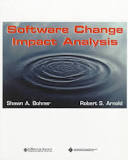 Software Change
Impact Analysis
Shawn A. Bohner
Robert S. Arnold